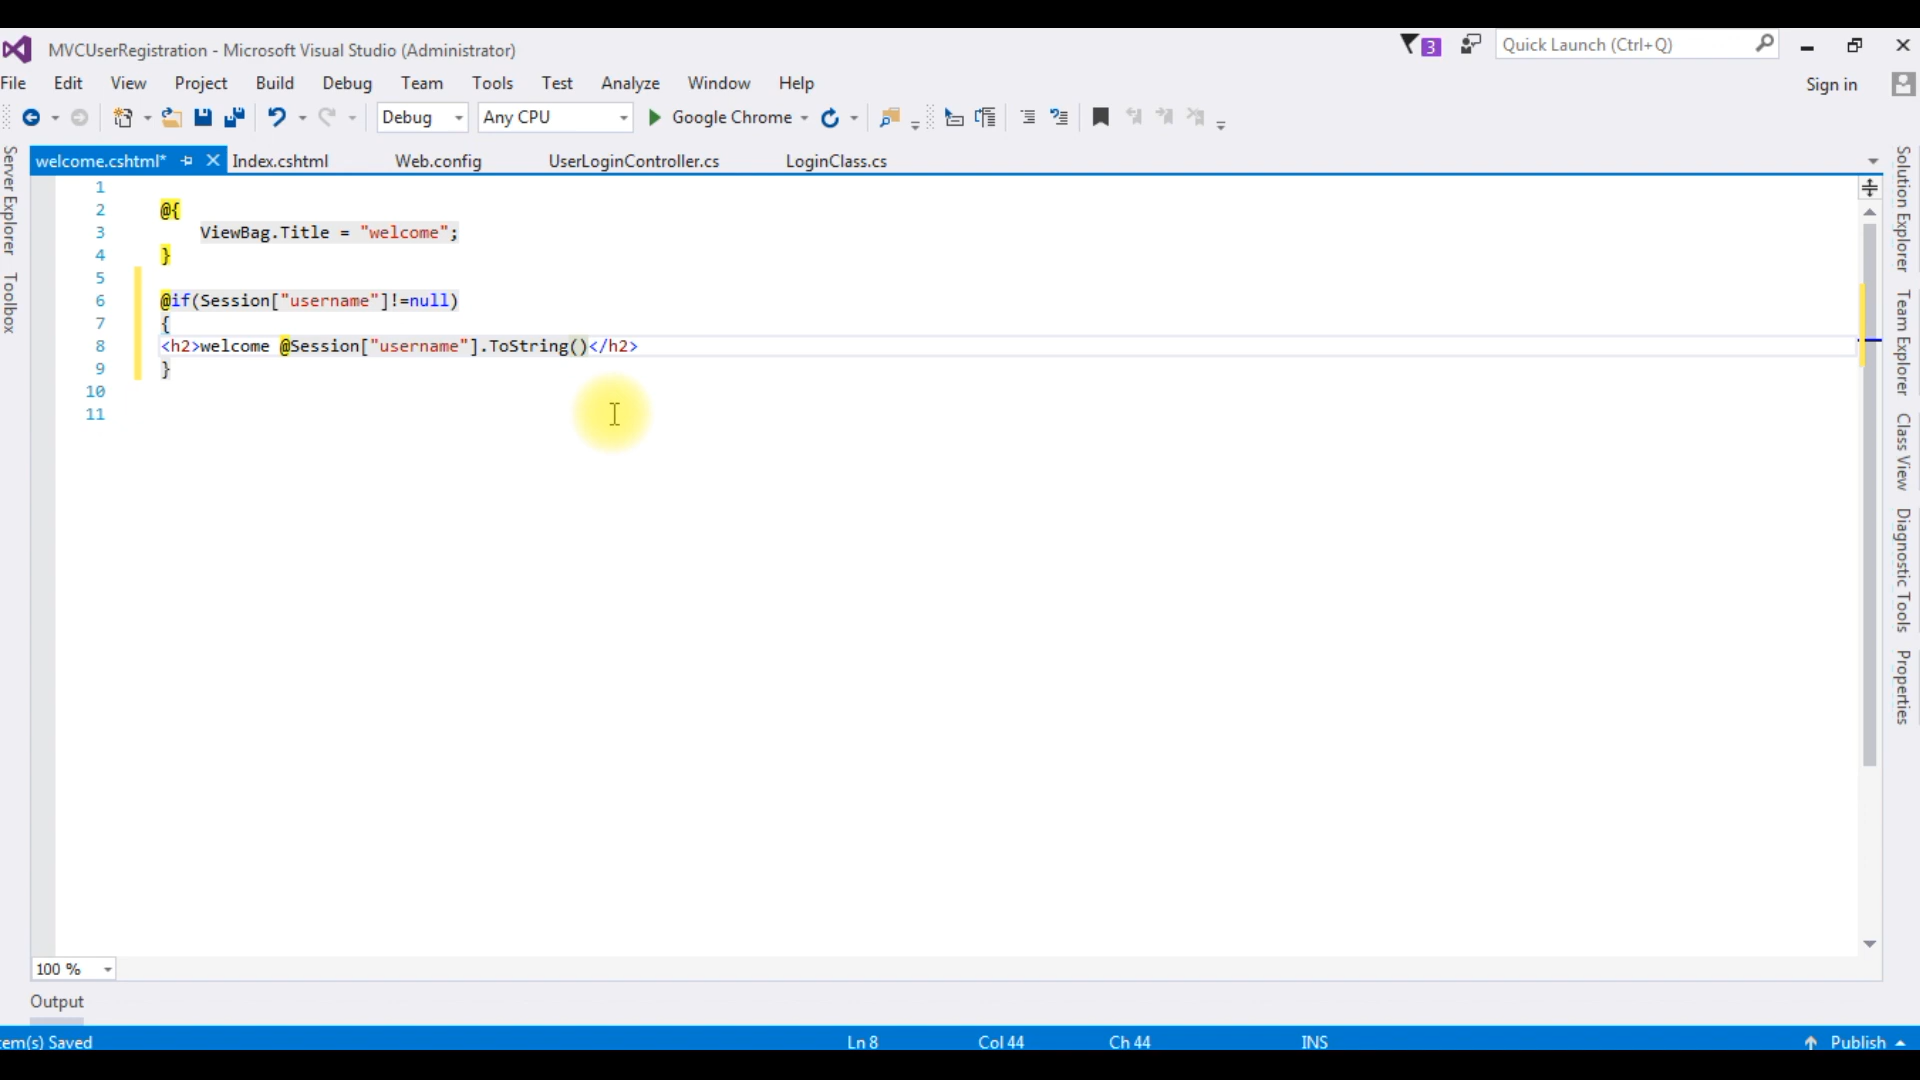 MVCUserRegistration - Microsoft Visual Studio (Administrator)
3
Quick Launch (Ctrl+Q)
File Edit View Project Build Debug Team Tools Test Analyze Window Help
Sign in
Debug
Any CPU
Google Chrome
welcome.cshtml*
Index.cshtml
Web.config
UserLoginController.cs
LoginClass.cs
Server Explorer
Toolbox
1
2 @{
3 ViewBag.Title = "welcome";
4 }
5
6 @if(Session["username"]!=null)
7 {
8 <h2>welcome @Session["username"].ToString()</h2>
9 }
10
11
Solution Explorer
Team Explorer
Class View
Diagnostic Tools
Properties
100 %
Output
em(s) Saved
Ln 8
Col 44
Ch 44
INS
Publish